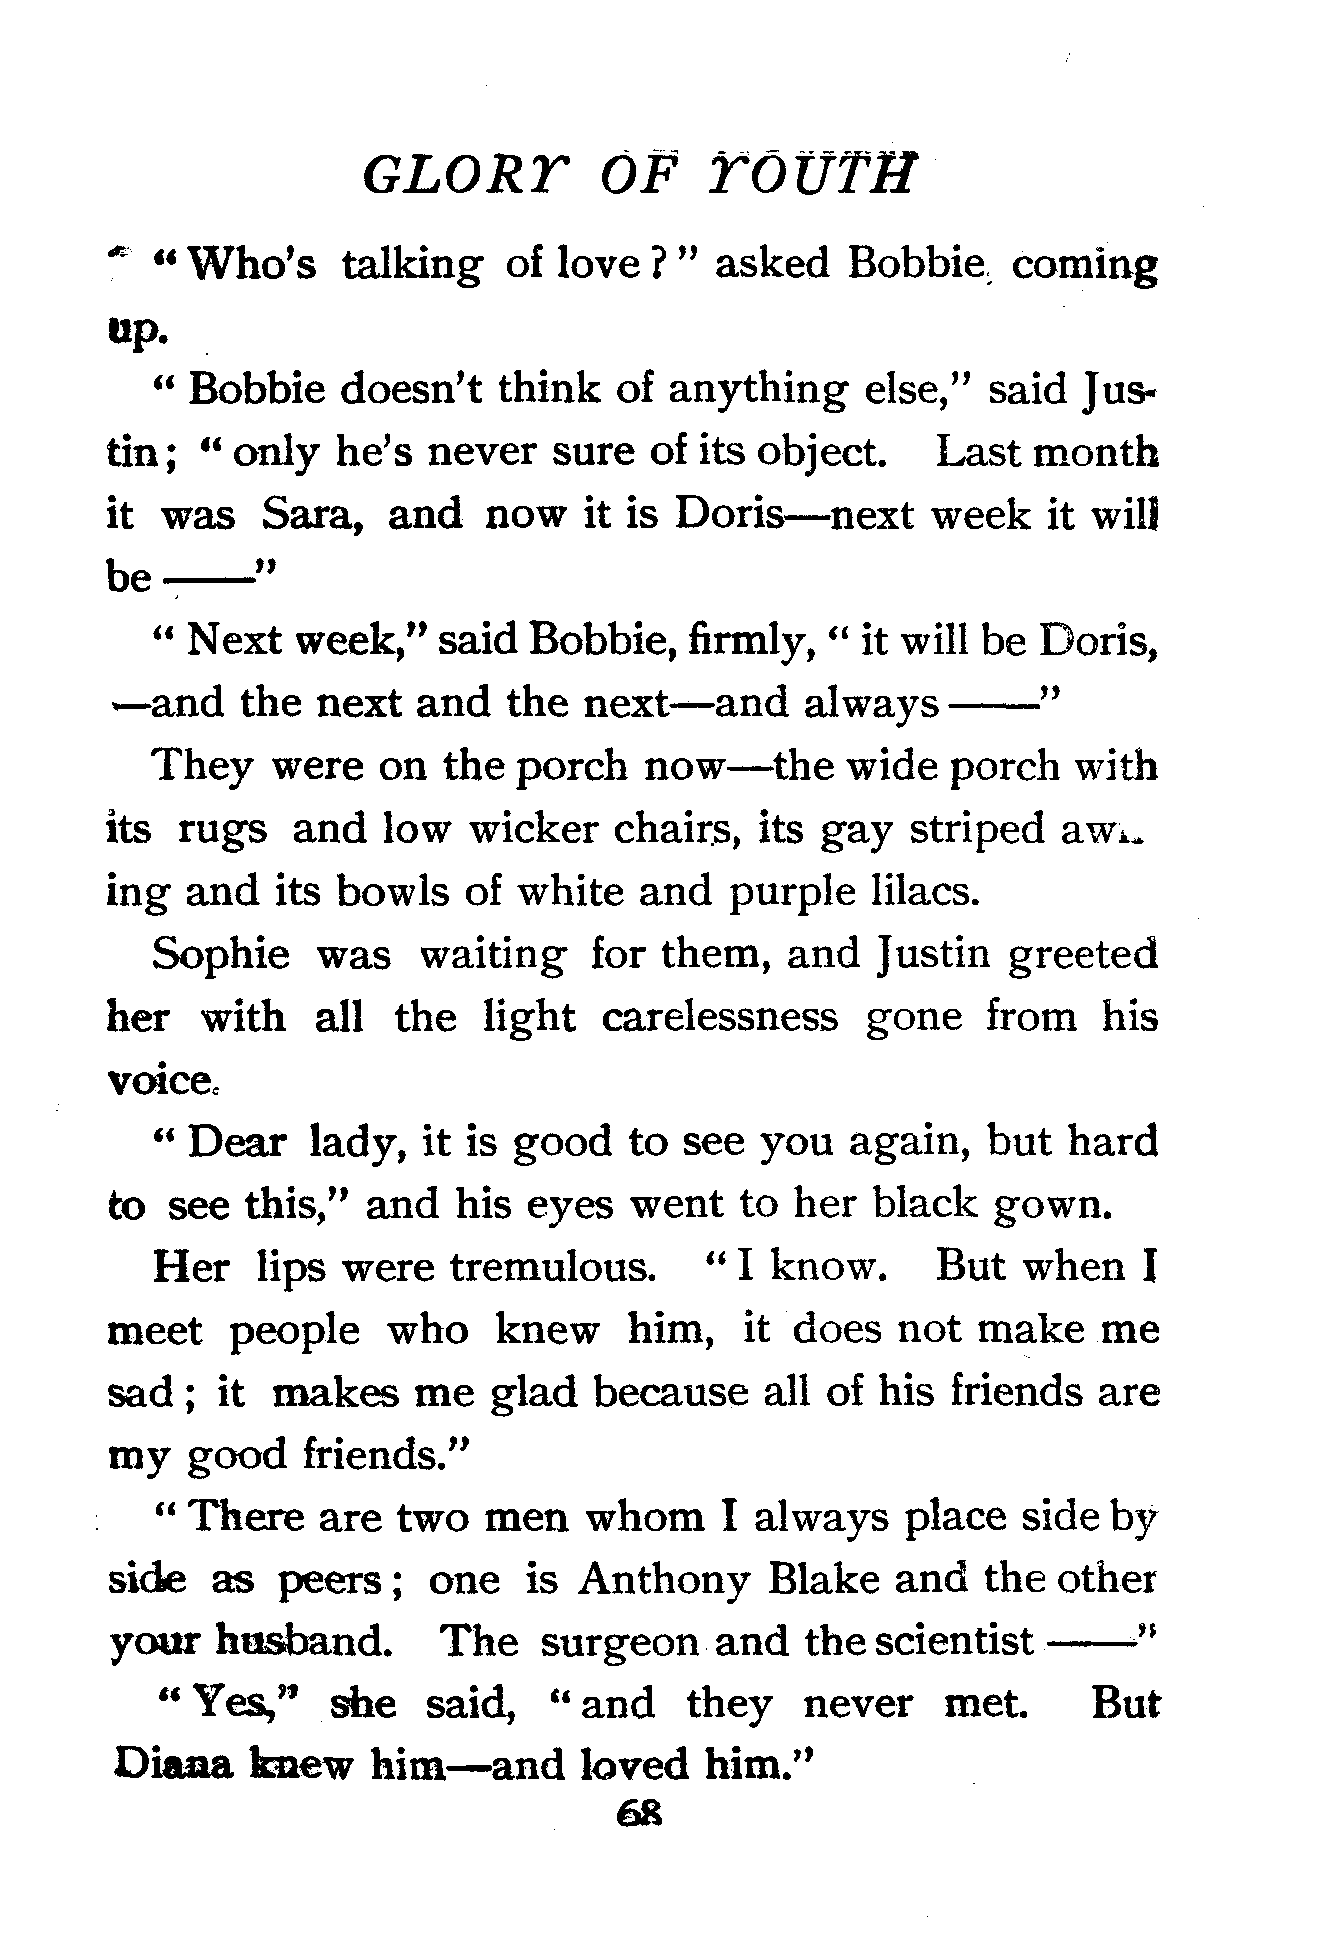 GLORY OF YOUTH
“Who's talking of love?” asked Bobbie, coming
up.
“Bobbie doesn't think of anything else,” said Jus-
tin; “only he's never sure of its object. Last month
it was Sara, and now it is Doris—next week it will
be ——”
“Next week,” said Bobbie, firmly, “it will be Doris,
—and the next and the next—and always ——”
They were on the porch now—the wide porch with
its rugs and low wicker chairs, its gay striped awn-
ing and its bowls of white and purple lilacs.
Sophie was waiting for them, and Justin greeted
her with all the light carelessness gone from his
voice.
“Dear lady, it is good to see you again, but hard
to see this,” and his eyes went to her black gown.
Her lips were tremulous. “I know. But when I
meet people who knew him, it does not make me
sad; it makes me glad because all of his friends are
my good friends.”
“There are two men whom I always place side by
side as peers; one is Anthony Blake and the other
your husband. The surgeon and the scientist ——”
“Yes,” she said, “and they never met. But
Diana knew him—and loved him.”
68